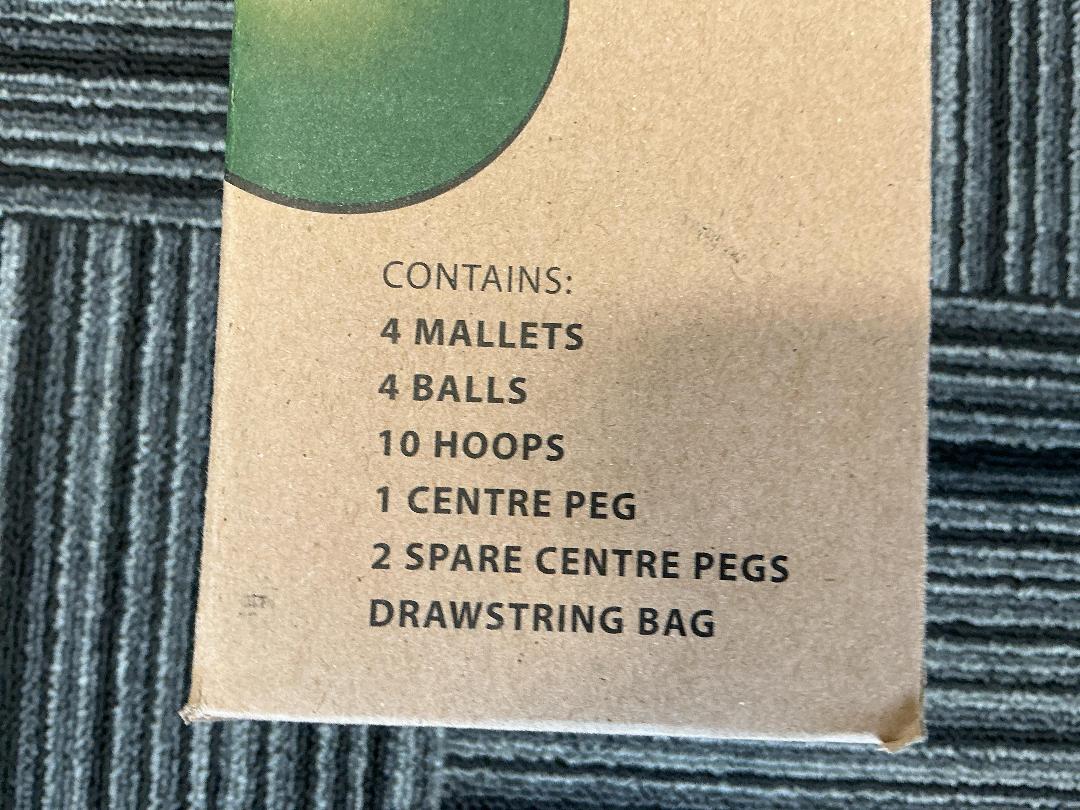 CONTAINS:
4 MALLETS
4 BALLS
10 HOOPS
1 CENTRE PEG
2 SPARE CENTRE PEGS
DRAWSTRING BAG